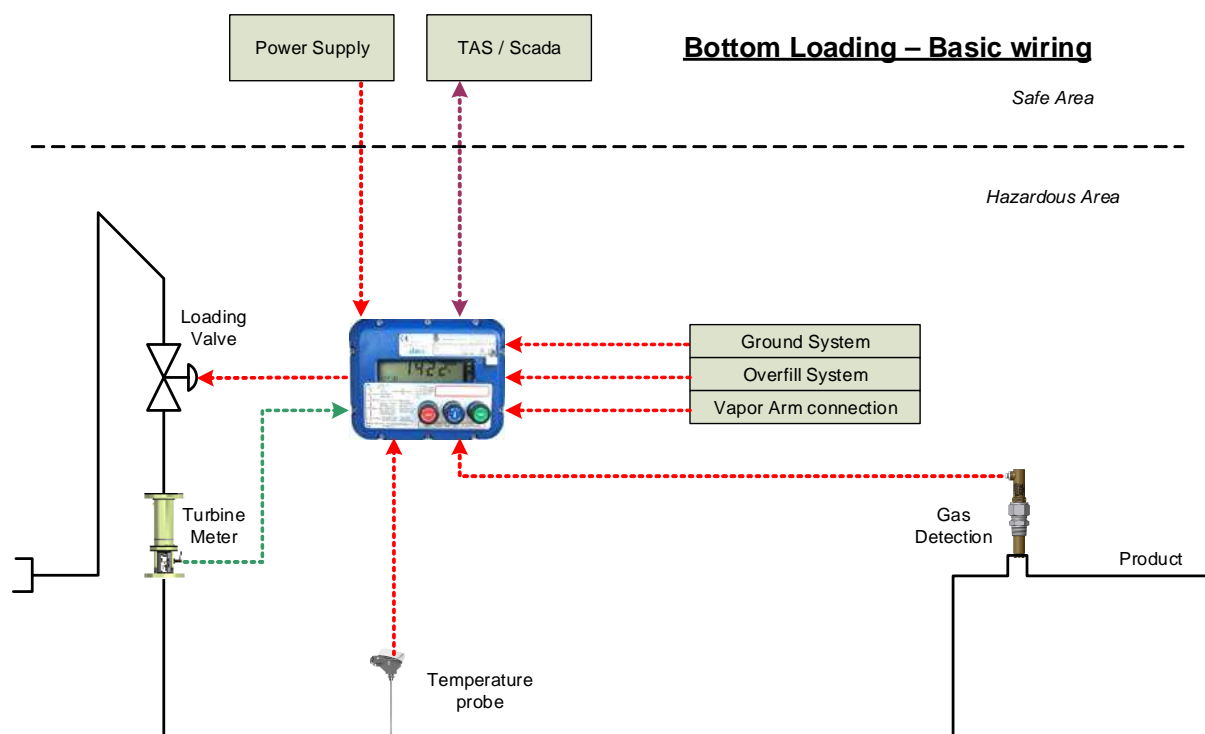 Power Supply
TAS / Scada
Bottom Loading – Basic wiring
Safe Area
Hazardous Area
Loading
Valve
1422
Ground System
Overfill System
Vapor Arm connection
Turbine
Meter
Gas
Detection
Product
Temperature
probe